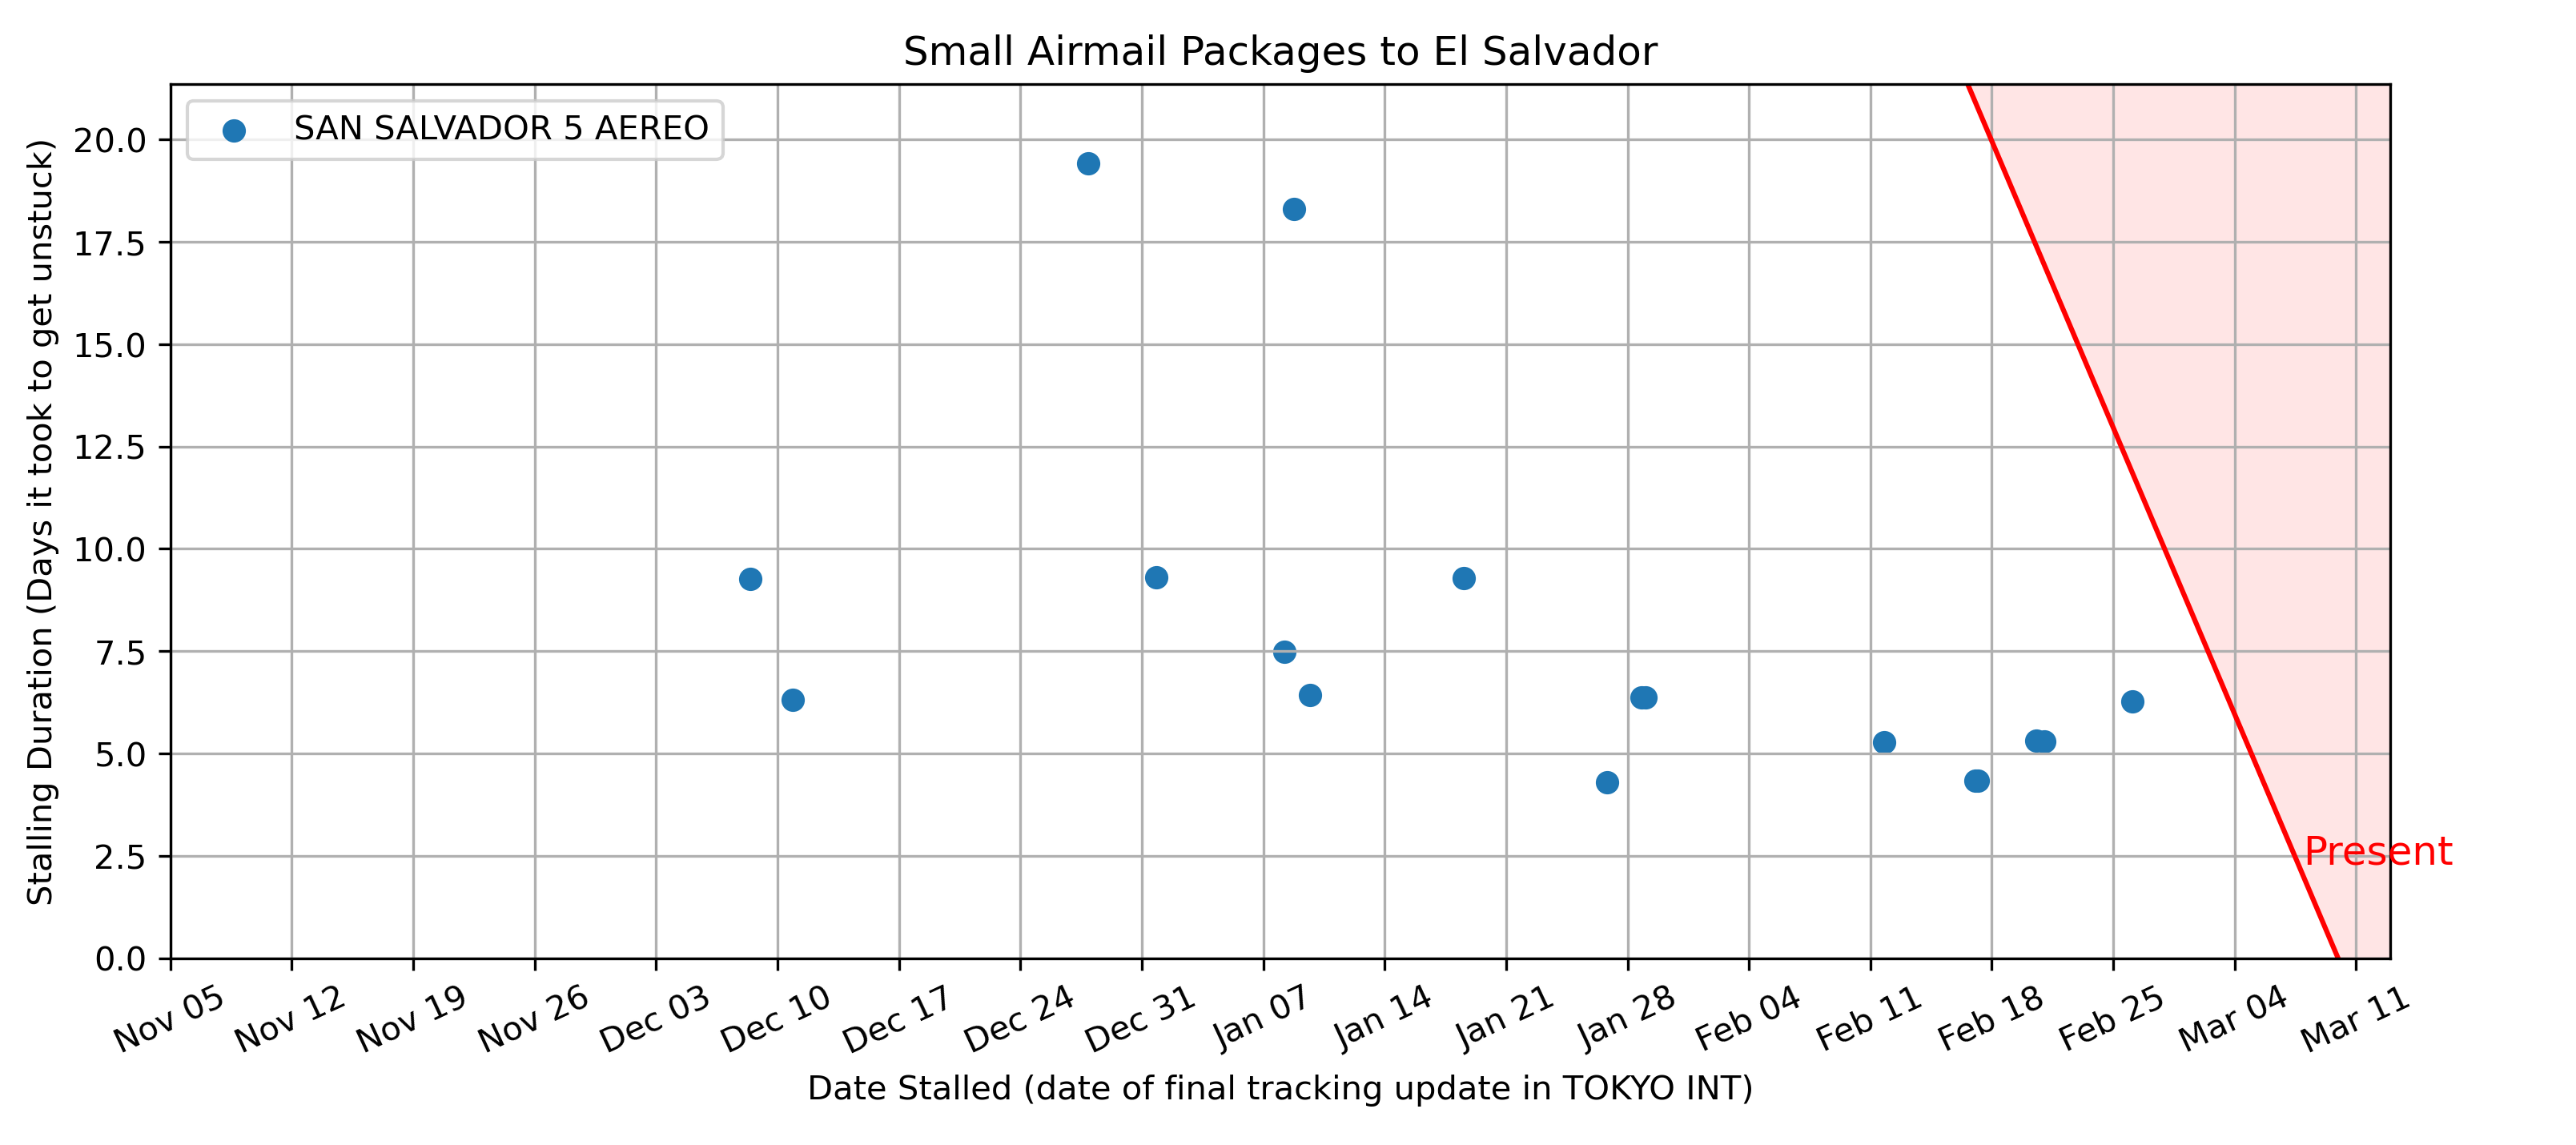 Small Airmail Packages to El Salvador
SAN SALVADOR 5 AEREO
Stalling Duration (Days it took to get unstuck)
20.0
17.5
15.0
12.5
10.0
7.5
5.0
2.5
0.0
Present
Nov 05 Nov 12 Nov 19 Nov 26 Dec 03 Dec 10 Dec 17 Dec 24 Dec 31 Jan 07 Jan 14 Jan 21 Jan 28 Feb 04 Feb 11 Feb 18 Feb 25 Mar 04 Mar 11
Date Stalled (date of final tracking update in TOKYO INT)